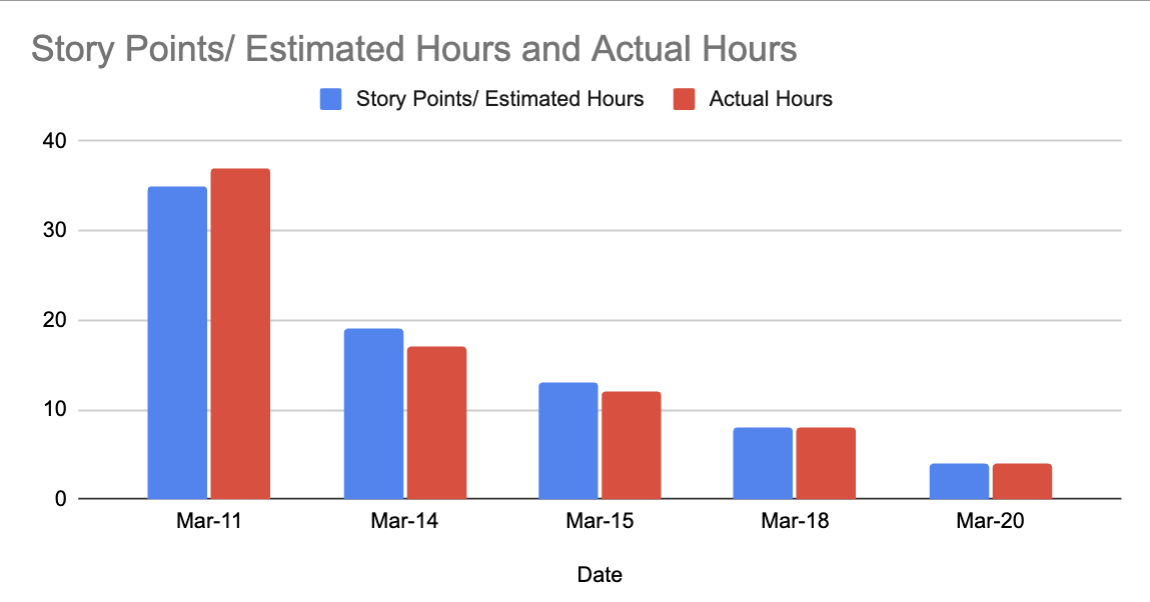 Story Points/ Estimated Hours and Actual Hours
Story Points/ Estimated Hours Actual Hours
40
30
20
10
0
Mar-11 Mar-14 Mar-15 Mar-18 Mar-20
Date